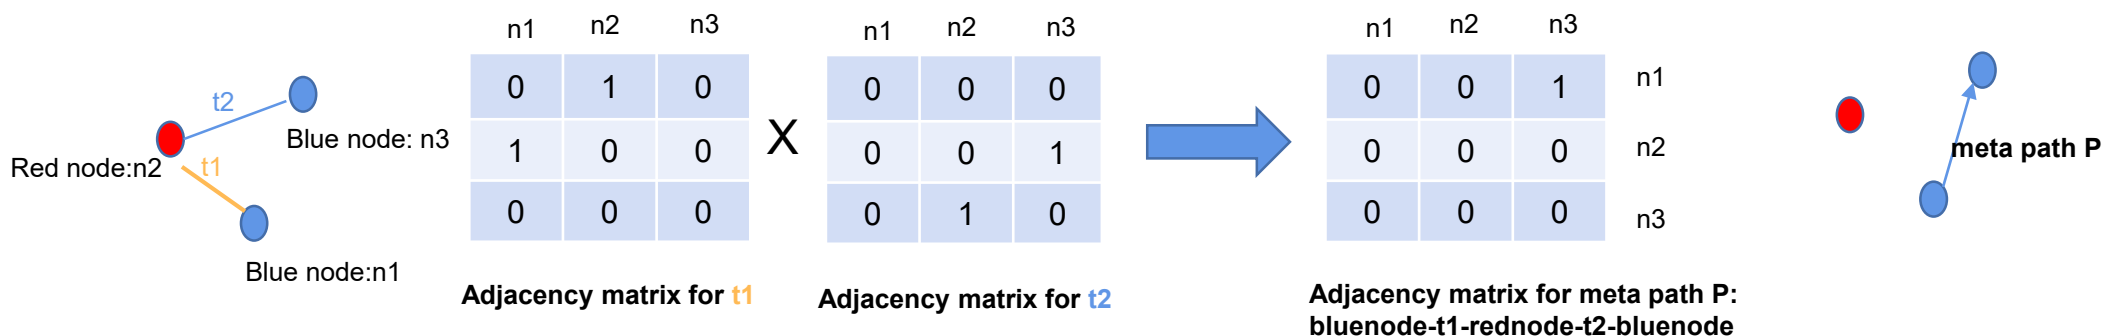 t2
Blue node: n3
Red node:n2
t1
Blue node:n1
n1 n2 n3
0 1 0
1 0 0
0 0 0
Adjacency matrix for t1
X
n1 n2 n3
0 0 0
0 0 1
0 1 0
Adjacency matrix for t2
n1 n2 n3
0 0 1 n1
0 0 0 n2
0 0 0 n3
Adjacency matrix for meta path P:
bluenode-t1-rednode-t2-bluenode
meta path P